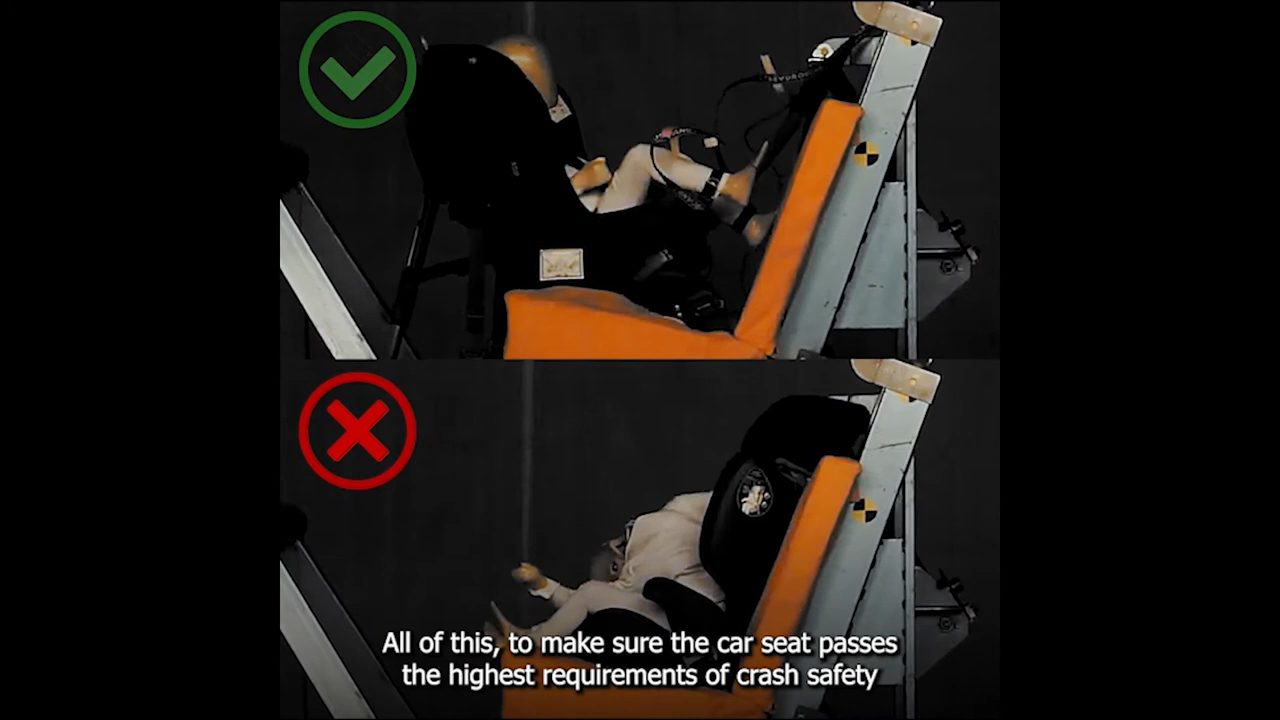 All of this, to make sure the car seat passes
the highest requirements of crash safety